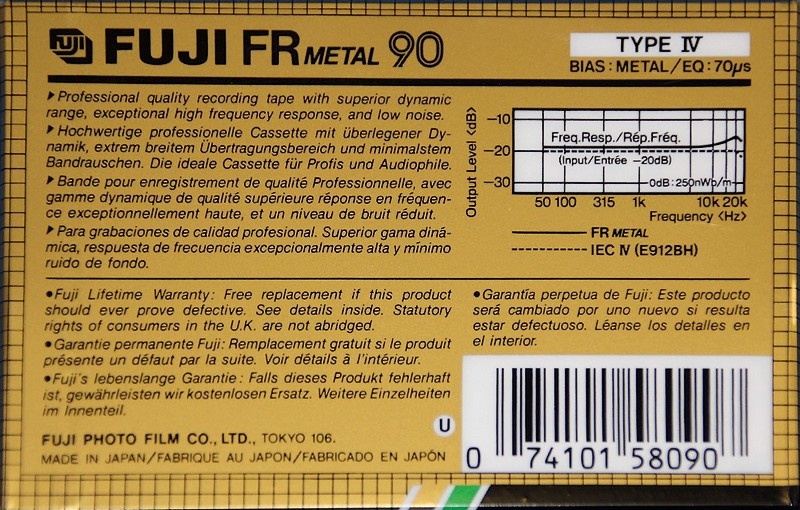 FUJI FUJI FR METAL 90
TYPE IV
BIAS : METAL/EQ : 70µs
▶Professional quality recording tape with superior dynamic
range, exceptional high frequency response, and low noise.
▶Hochwertige professionelle Cassette mit überlegener Dy-
namik, extrem breitem Übertragungsbereich und minimalstem
Bandrauschen. Die ideale Cassette für Profis und Audiophile.
▶Bande pour enregistrement de qualité Professionnelle, avec
gamme dynamique de qualité supérieure réponse en fréquen-
ce exceptionnellement haute, et un niveau de bruit réduit.
▶Para grabaciones de calidad profesional. Superior gama diná-
mica, respuesta de frecuencia excepcionalmente alta y mínimo
ruido de fondo.
Output Level <dB>
−10
−20
−30
Freq.Resp./Rép.Fréq.
(Input/Entrée −20dB)
0dB : 250nWb/m
50 100 315 1k 10k 20k
Frequency <Hz>
FR METAL
IEC IV (E912BH)
●Fuji Lifetime Warranty: Free replacement if this product
should ever prove defective. See details inside. Statutory
rights of consumers in the U.K. are not abridged.
●Garantie permanente Fuji: Remplacement gratuit si le produit
présente un défaut par la suite. Voir détails à l'intérieur.
●Fuji's lebenslange Garantie: Falls dieses Produkt fehlerhaft
ist, gewährleisten wir kostenlosen Ersatz. Weitere Einzelheiten
im Innenteil.
●Garantía perpetua de Fuji: Este producto
será cambiado por uno nuevo si resulta
estar defectuoso. Léanse los detalles en
el interior.
FUJI PHOTO FILM CO., LTD., TOKYO 106.
MADE IN JAPAN/FABRIQUE AU JAPON/FABRICADO EN JAPÓN
U
0 74101 58090